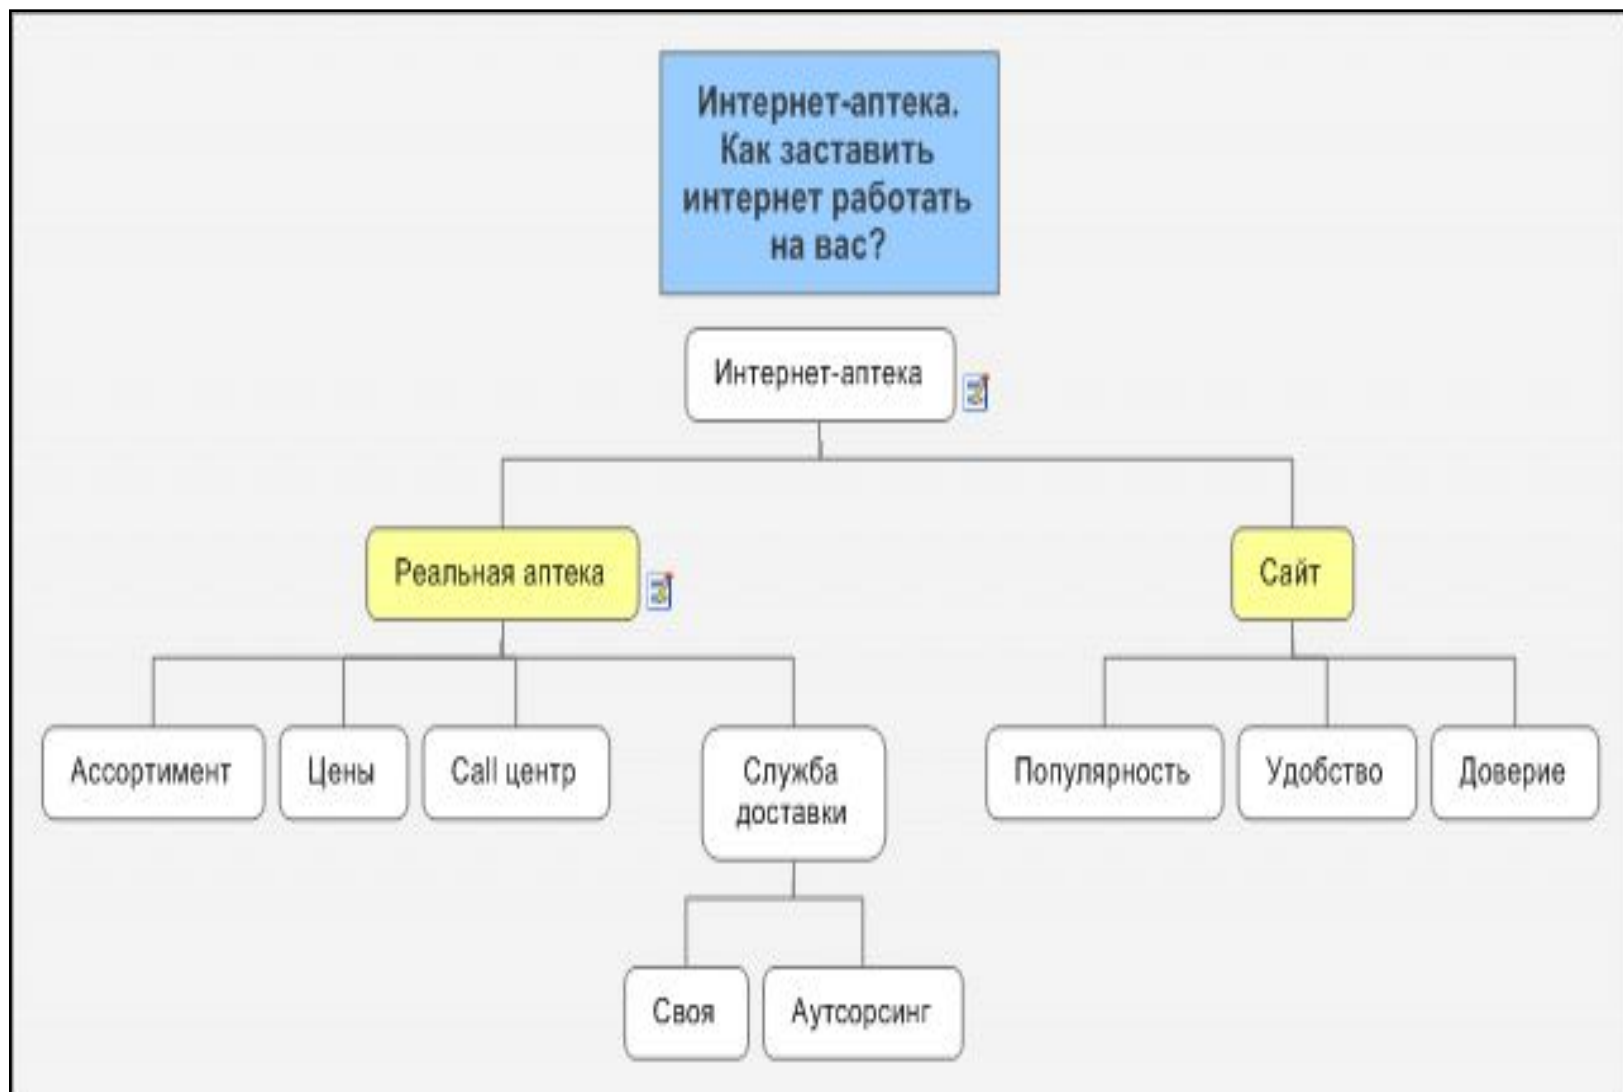 Интернет-аптека.
Как заставить
интернет работать
на вас?
Интернет-аптека
Реальная аптека
Сайт
Ассортимент
Цены
Call центр
Служба
доставки
Популярность
Удобство
Доверие
Своя
Аутсорсинг